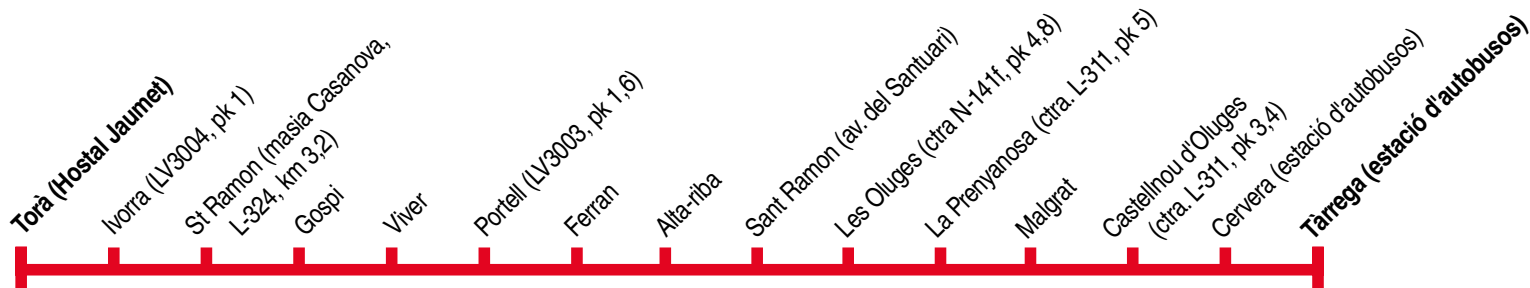 Torà (Hostal Jaumet)
Ivorra (LV3004, pk 1)
St Ramon (masia Casanova,
L-324, km 3,2)
Gospi
Viver
Portell (LV3003, pk 1,6)
Ferran
Alta-riba
Sant Ramon (av. del Santuari)
Les Oluges (ctra N-141f, pk 4,8)
La Prenyanosa (ctra. L-311, pk 5)
Malgrat
Castellnou d'Oluges
(ctra. L-311, pk 3,4)
Cervera (estació d'autobusos)
Tàrrega (estació d'autobusos)